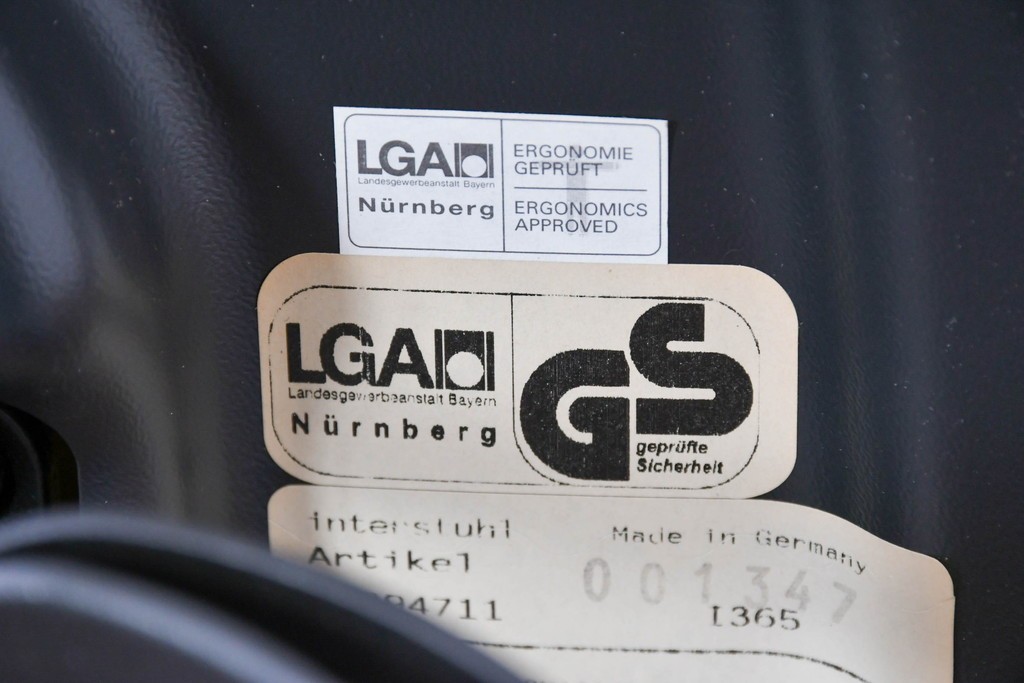 LGA
Landesgewerbeanstalt Bayern
Nürnberg
ERGONOMIE
GEPRÜFT
ERGONOMICS
APPROVED
LGA
Landesgewerbeanstalt Bayern
Nürnberg
GS
geprüfte
Sicherheit
interstuhl
Made in Germany
Artikel
001347
94711
I365